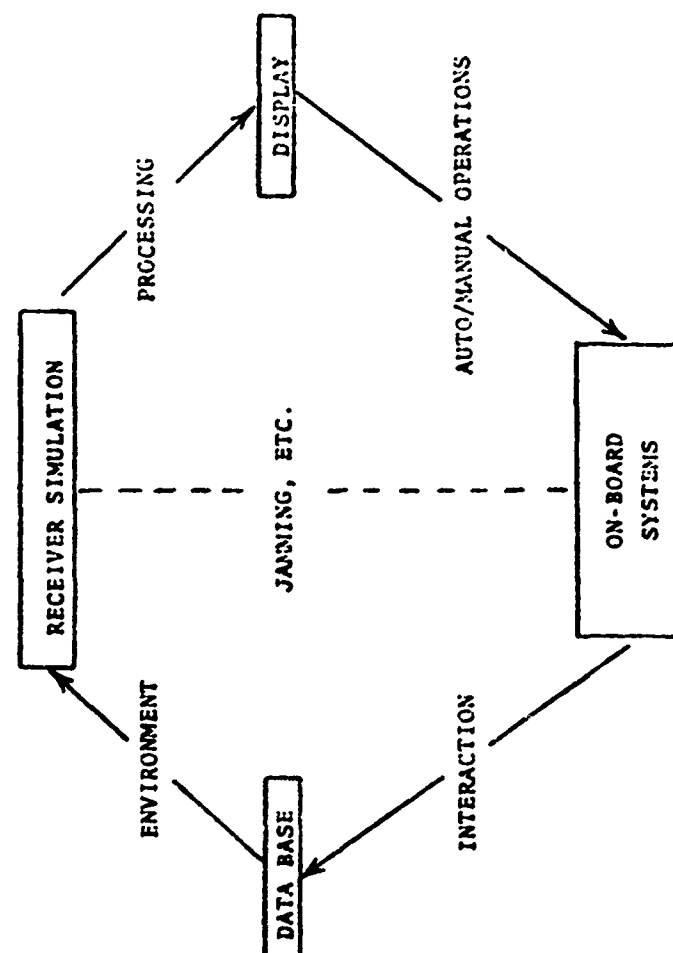 RECEIVER SIMULATION
ENVIRONMENT
PROCESSING
DATA BASE
JAMMING, ETC.
DISPLAY
INTERACTION
AUTO/MANUAL OPERATIONS
ON-BOARD
SYSTEMS